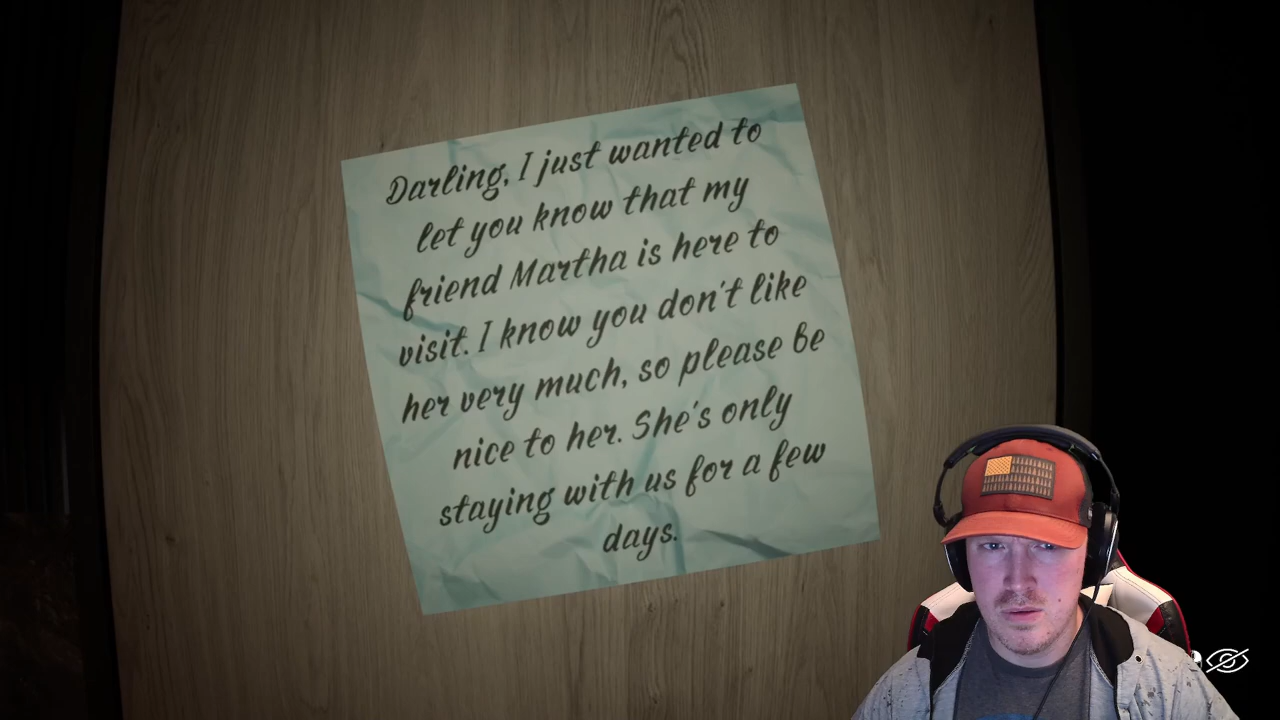 Darling, I just wanted to
let you know that my
friend Martha is here to
visit. I know you don't like
her very much, so please be
nice to her. She's only
staying with us for a few
days.